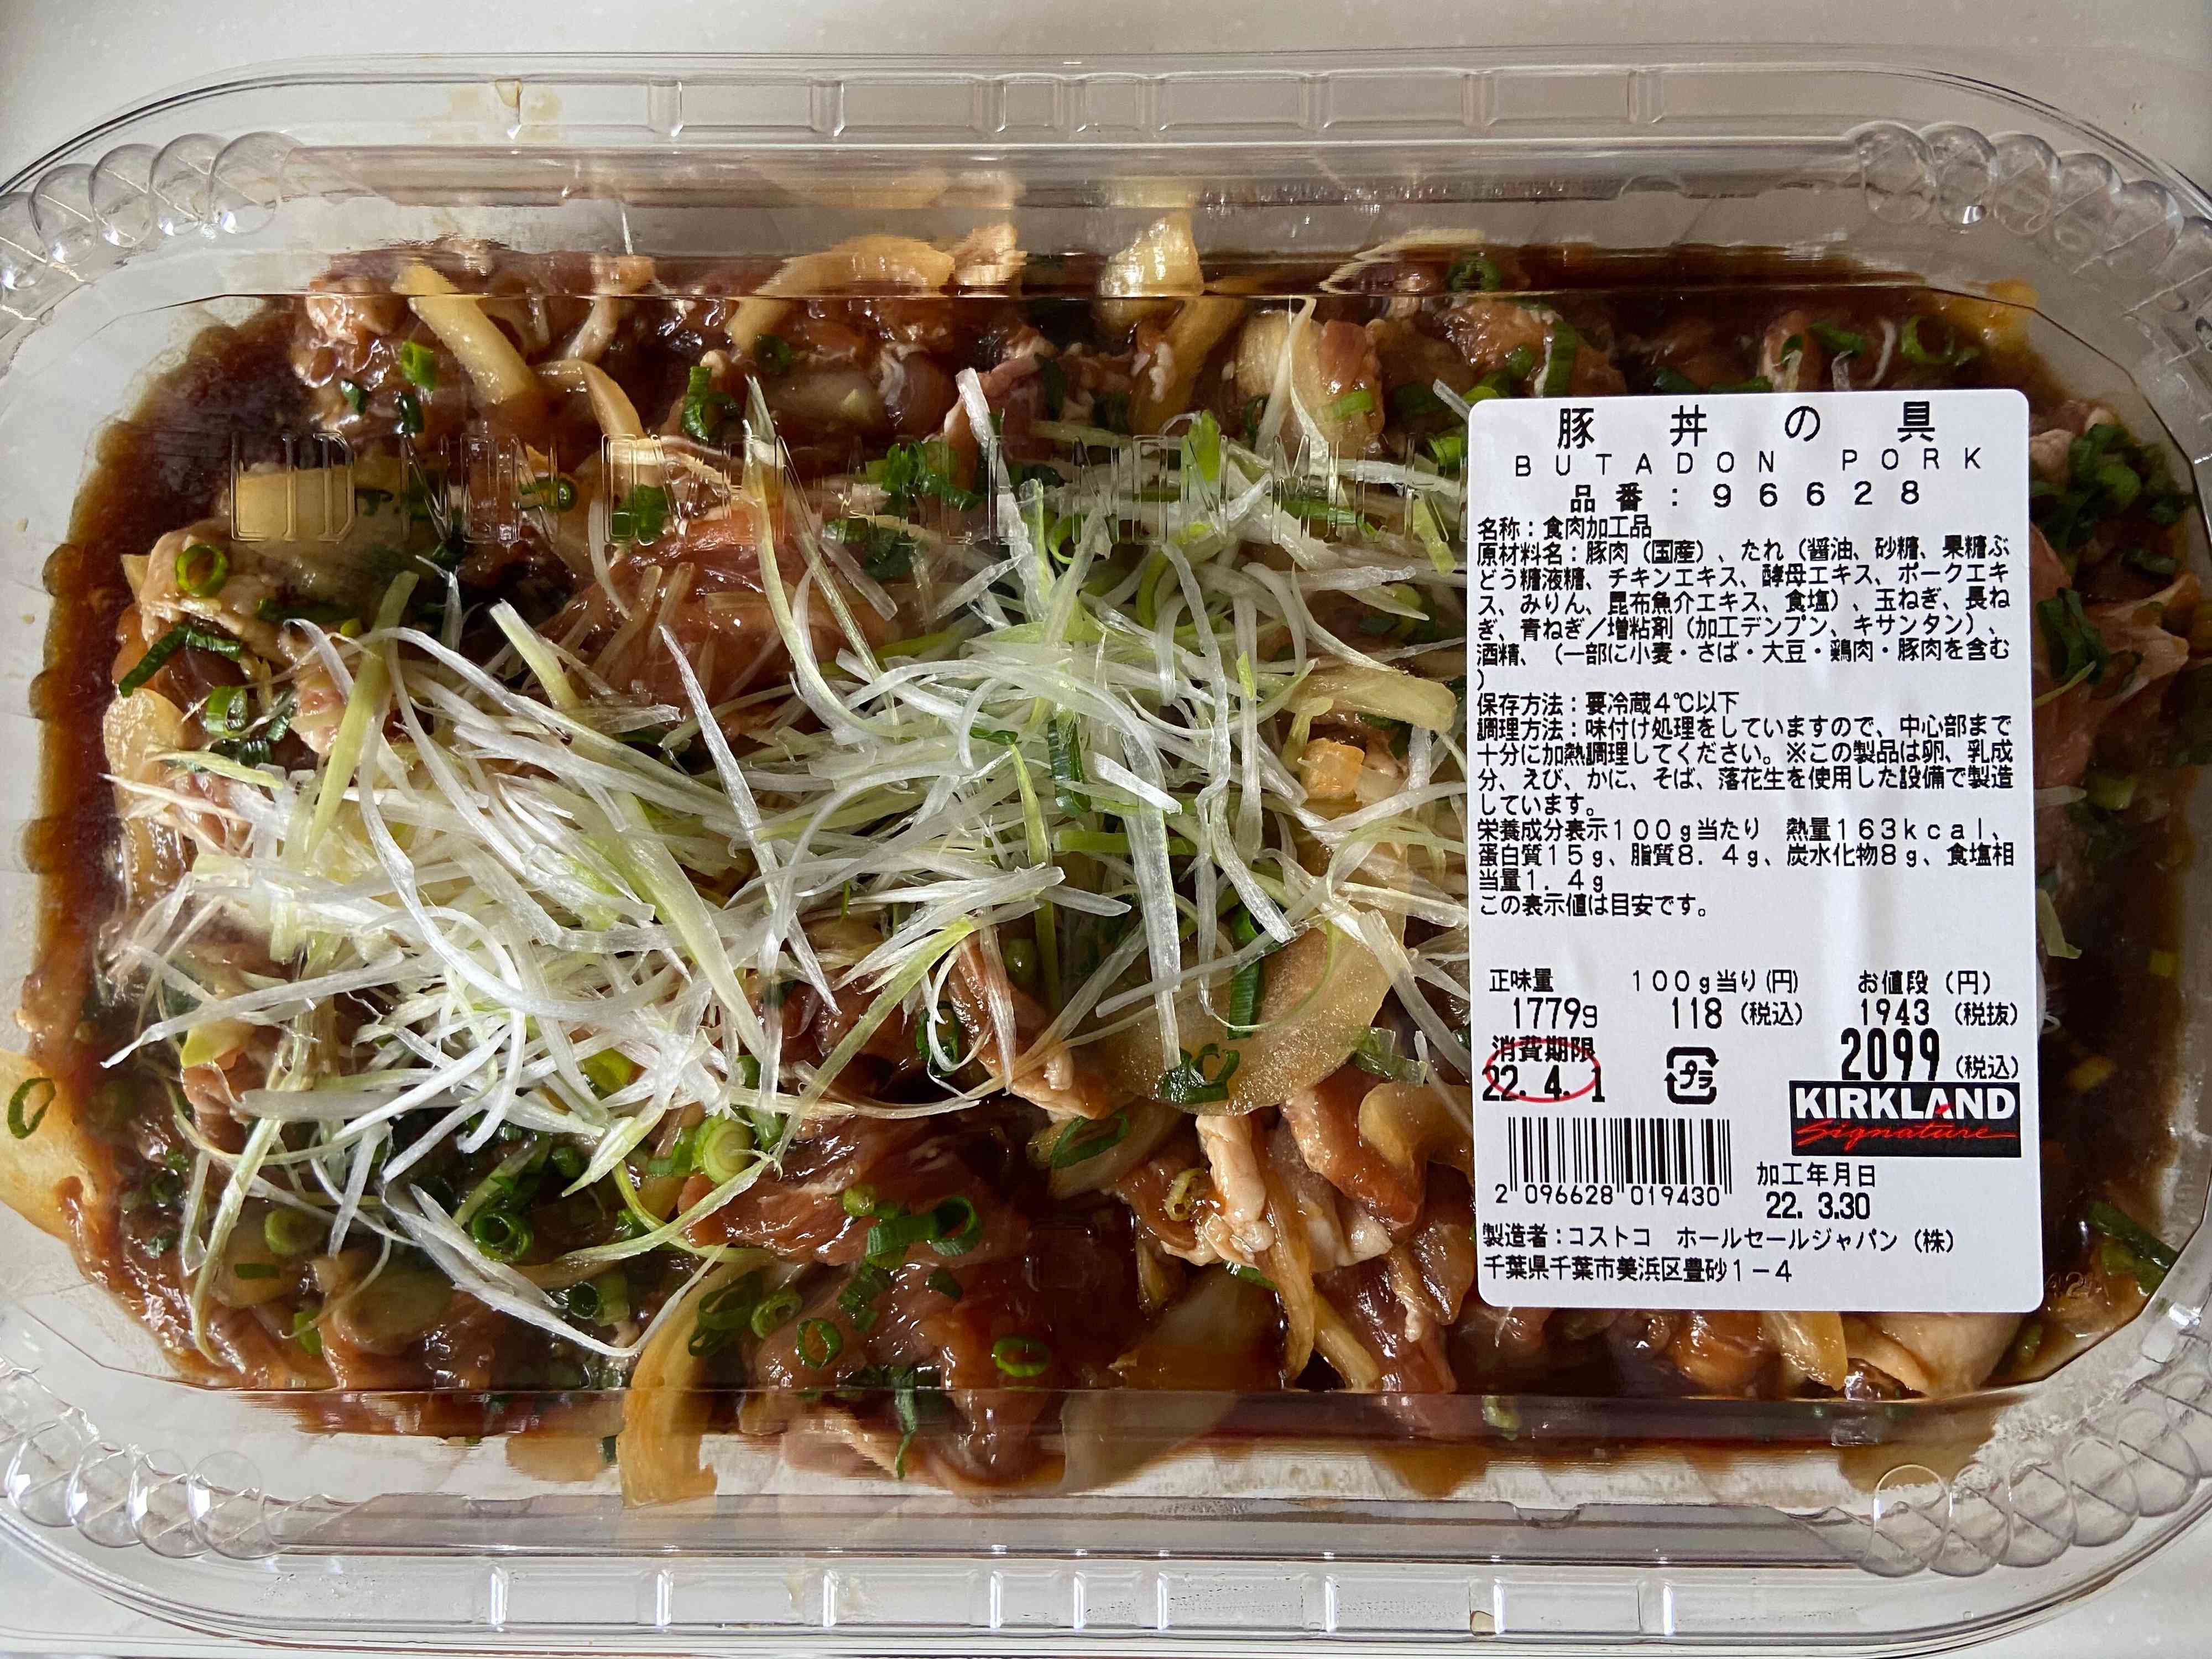 豚丼の具
BUTADON PORK
品番：96628
名称：食肉加工品
原材料名：豚肉（国産）、たれ（醤油、砂糖、果糖ぶ
どう糖液糖、チキンエキス、酵母エキス、ポークエキ
ス、みりん、昆布魚介エキス、食塩）、玉ねぎ、長ね
ぎ、青ねぎ／増粘剤（加工デンプン、キサンタン）、
酒精、（一部に小麦・さば・大豆・鶏肉・豚肉を含む
）
保存方法：要冷蔵4℃以下
調理方法：味付け処理をしていますので、中心部まで
十分に加熱調理してください。※この製品は卵、乳成
分、えび、かに、そば、落花生を使用した設備で製造
しています。
栄養成分表示100g当たり 熱量163kcal、
蛋白質15g、脂質8.4g、炭水化物8g、食塩相
当量1.4g
この表示値は目安です。
正味量 100g当り(円) お値段(円)
1779g 118(税込) 1943(税抜)
消費期限 2099(税込)
22.4.1 プラ
KIRKLAND
Signature
2 096628 019430
加工年月日
22.3.30
製造者：コストコ ホールセールジャパン（株）
千葉県千葉市美浜区豊砂1－4